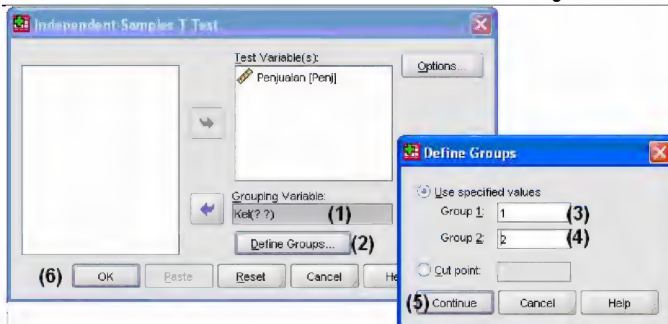 Independent-Samples T Test
Test Variable(s):
Penjualan [Penj]
Options...
Grouping Variable:
Kel(? ?) (1)
Define Groups... (2)
(6) OK Paste Reset Cancel He
Define Groups
Use specified values
Group 1: 1 (3)
Group 2: 2 (4)
Cut point:
(5) Continue Cancel Help